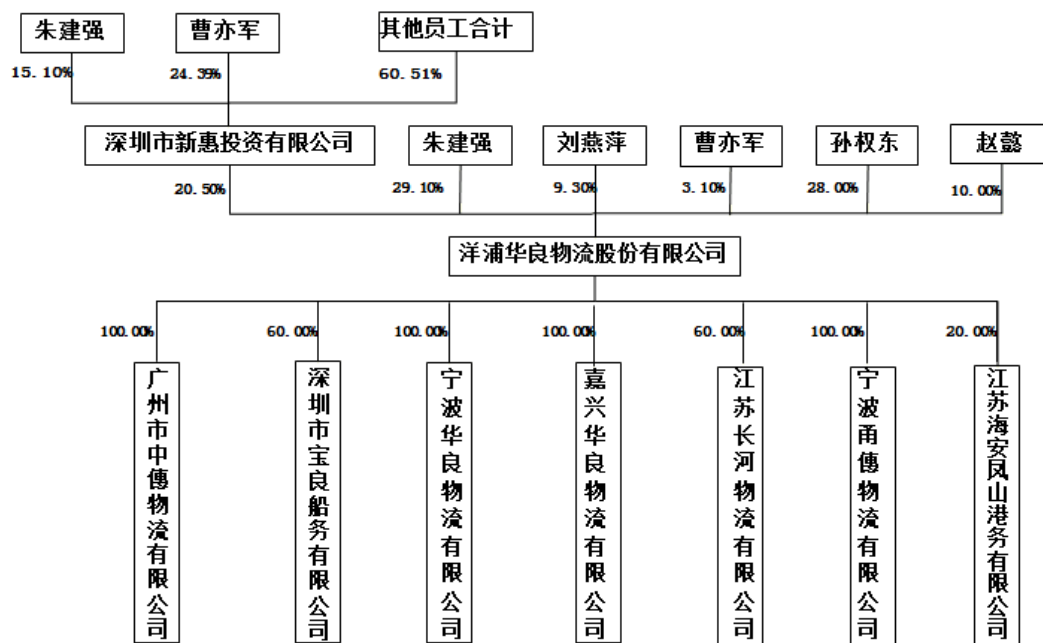 朱建强
曹亦军
其他员工合计
15.10%
24.39%
60.51%
深圳市新惠投资有限公司
朱建强
刘燕萍
曹亦军
孙权东
赵懿
20.50%
29.10%
9.30%
3.10%
28.00%
10.00%
洋浦华良物流股份有限公司
100.00%
60.00%
100.00%
100.00%
60.00%
100.00%
20.00%
广州市中僡物流有限公司
深圳市宝良船务有限公司
宁波华良物流有限公司
嘉兴华良物流有限公司
江苏长河物流有限公司
宁波甬僡物流有限公司
江苏海安凤山港务有限公司